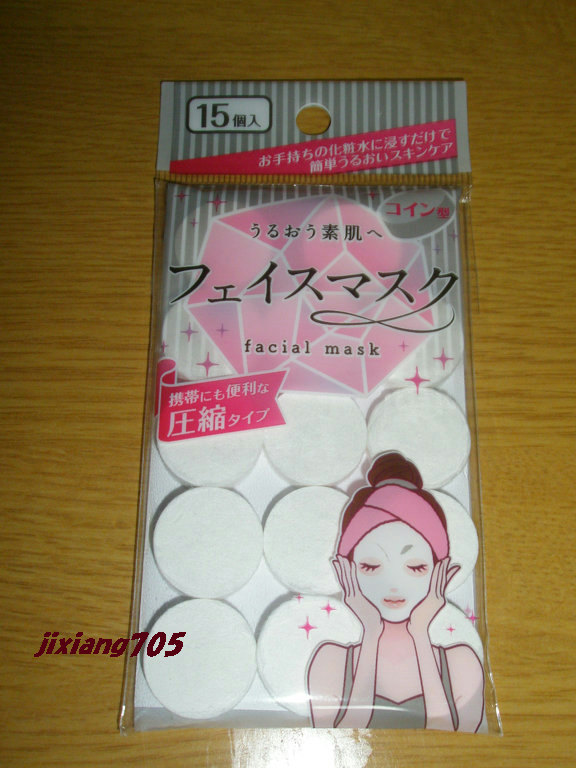 15個入
お手持ちの化粧水に浸すだけで
簡単うるおいスキンケア
コイン型
うるおう素肌へ
フェイスマスク
facial mask
携帯にも便利な
圧縮タイプ
jixiang705